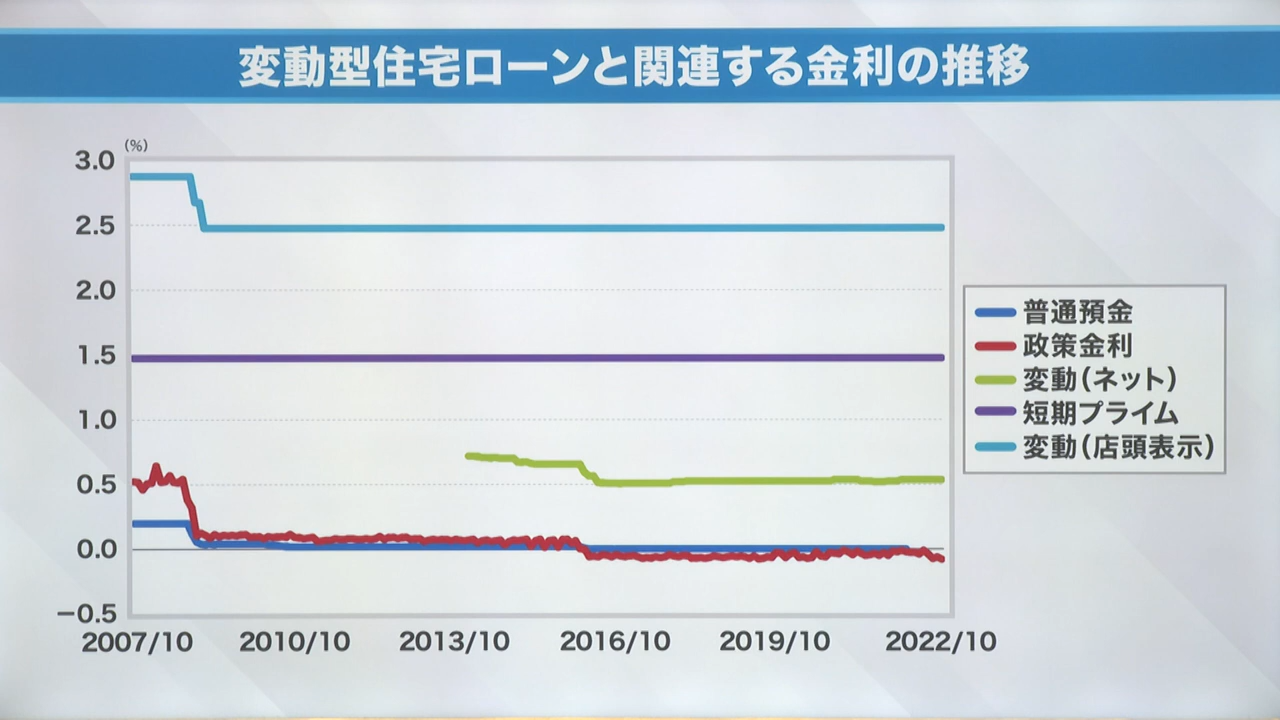 変動型住宅ローンと関連する金利の推移
(%)
3.0
2.5
2.0
1.5
1.0
0.5
0.0
−0.5
2007/10 2010/10 2013/10 2016/10 2019/10 2022/10
普通預金
政策金利
変動(ネット)
短期プライム
変動(店頭表示)